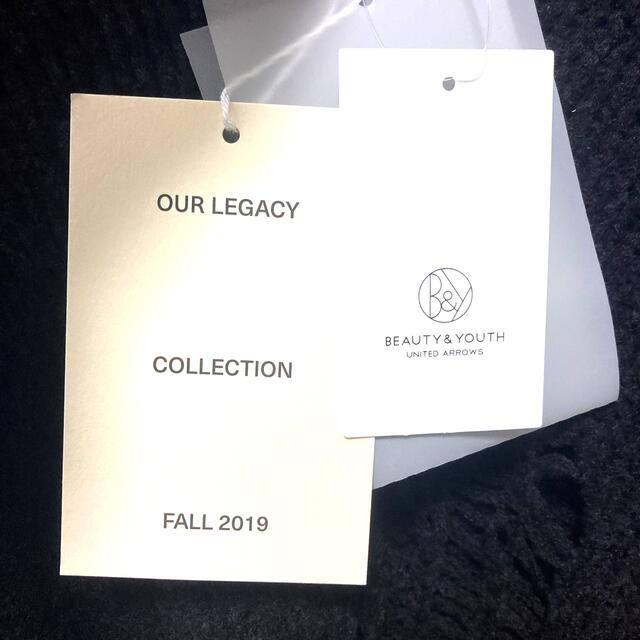 OUR LEGACY
COLLECTION
FALL 2019
B&Y
BEAUTY & YOUTH
UNITED ARROWS